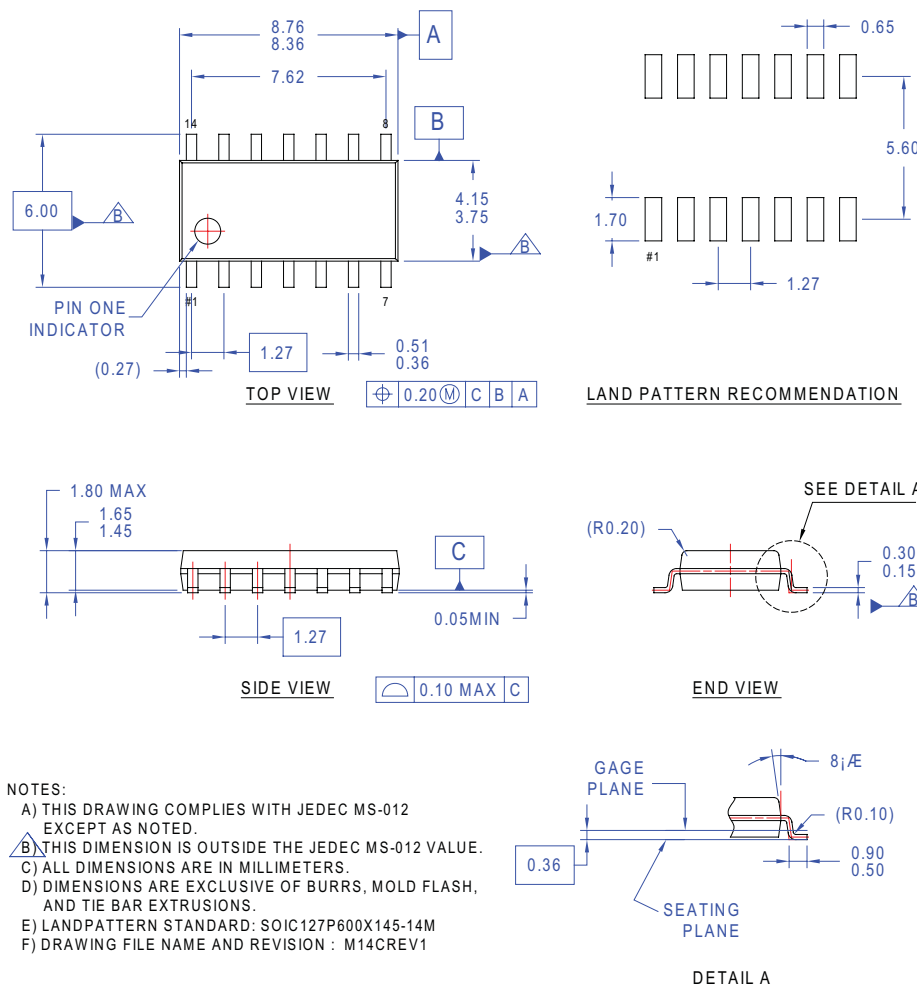 8.76
8.36
A
0.65
7.62
14
8
B
6.00
B
4.15
3.75
B
5.60
1.70
#1
1.27
#1
7
PIN ONE
INDICATOR
(0.27)
1.27
0.51
0.36
TOP VIEW
0.20 Ⓜ C B A
LAND PATTERN RECOMMENDATION
1.80 MAX
1.65
1.45
C
0.05MIN
1.27
SIDE VIEW
0.10 MAX C
SEE DETAIL A
(R0.20)
0.30
0.15
B
END VIEW
NOTES:
A) THIS DRAWING COMPLIES WITH JEDEC MS-012
EXCEPT AS NOTED.
B) THIS DIMENSION IS OUTSIDE THE JEDEC MS-012 VALUE.
C) ALL DIMENSIONS ARE IN MILLIMETERS.
D) DIMENSIONS ARE EXCLUSIVE OF BURRS, MOLD FLASH,
AND TIE BAR EXTRUSIONS.
E) LANDPATTERN STANDARD: SOIC127P600X145-14M
F) DRAWING FILE NAME AND REVISION : M14CREV1
GAGE
PLANE
8¡Æ
(R0.10)
0.36
0.90
0.50
SEATING
PLANE
DETAIL A